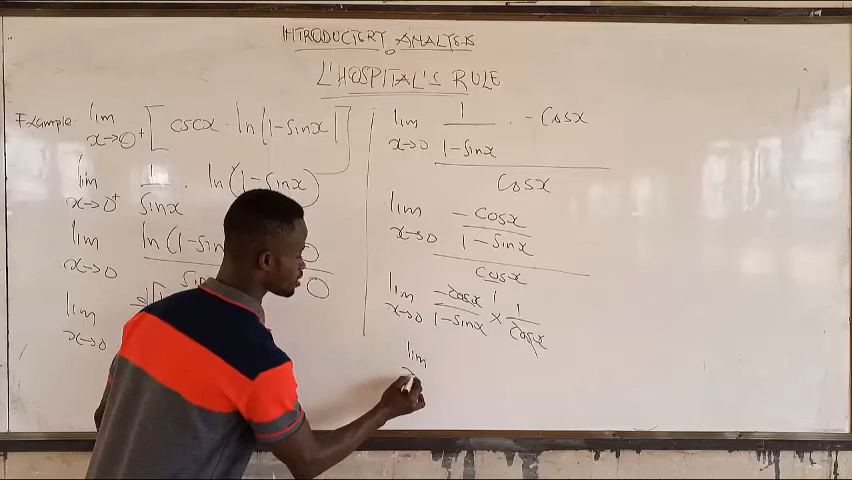 INTRODUCTORY ANALYSIS
L'HOSPITAL'S RULE
Example: lim x→0⁺ [cscx · ln(1-sinx)]
lim x→0⁺ 1/sinx · ln(1-sinx)
lim x→0 ln(1-sin
lim x→0
lim x→0 1/(1-sinx) · -cosx / cosx
lim x→0 -cosx/(1-sinx) / cosx
lim x→0 -cosx/(1-sinx) × 1/cosx
lim